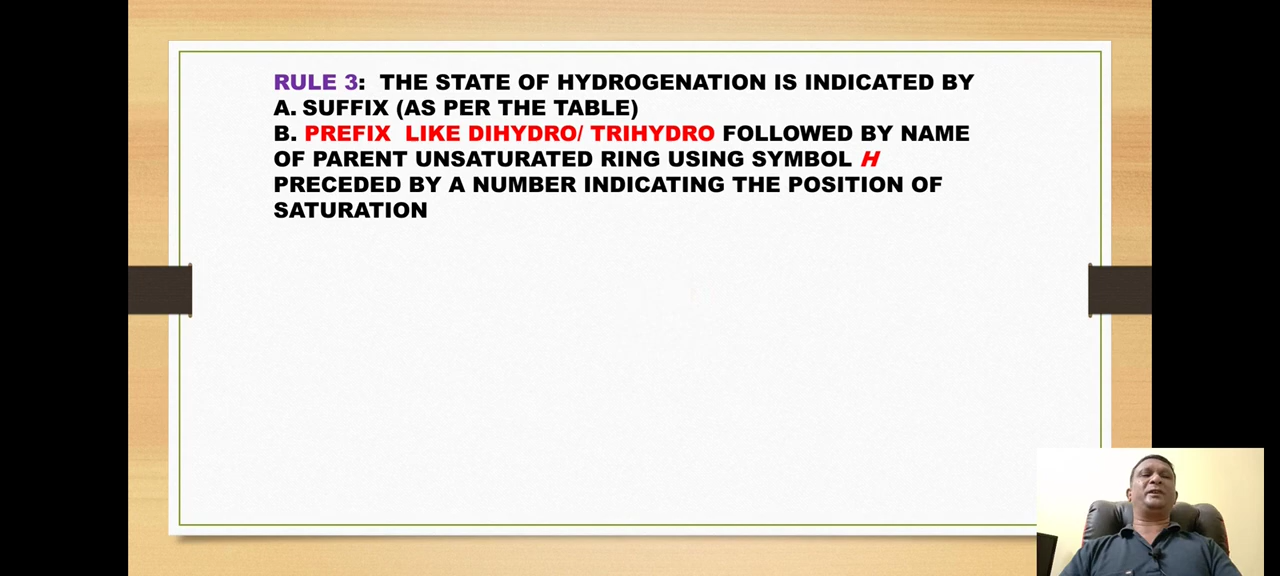 RULE 3:  THE STATE OF HYDROGENATION IS INDICATED BY
A. SUFFIX (AS PER THE TABLE)
B. PREFIX  LIKE DIHYDRO/ TRIHYDRO FOLLOWED BY NAME
OF PARENT UNSATURATED RING USING SYMBOL H
PRECEDED BY A NUMBER INDICATING THE POSITION OF
SATURATION